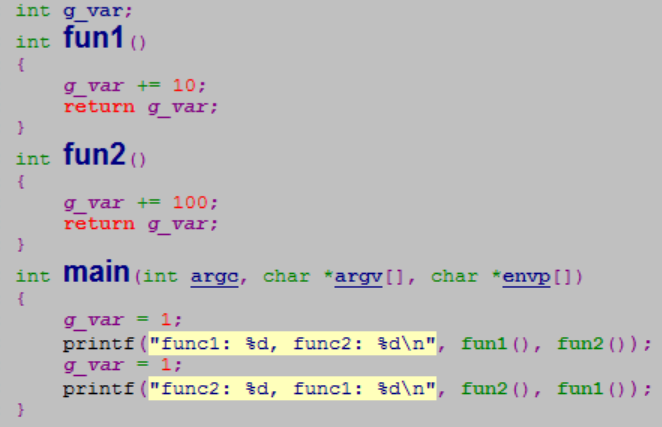 int g_var;
int fun1()
{
    g_var += 10;
    return g_var;
}
int fun2()
{
    g_var += 100;
    return g_var;
}
int main(int argc, char *argv[], char *envp[])
{
    g_var = 1;
    printf("func1: %d, func2: %d\n", fun1(), fun2());
    g_var = 1;
    printf("func2: %d, func1: %d\n", fun2(), fun1());
}